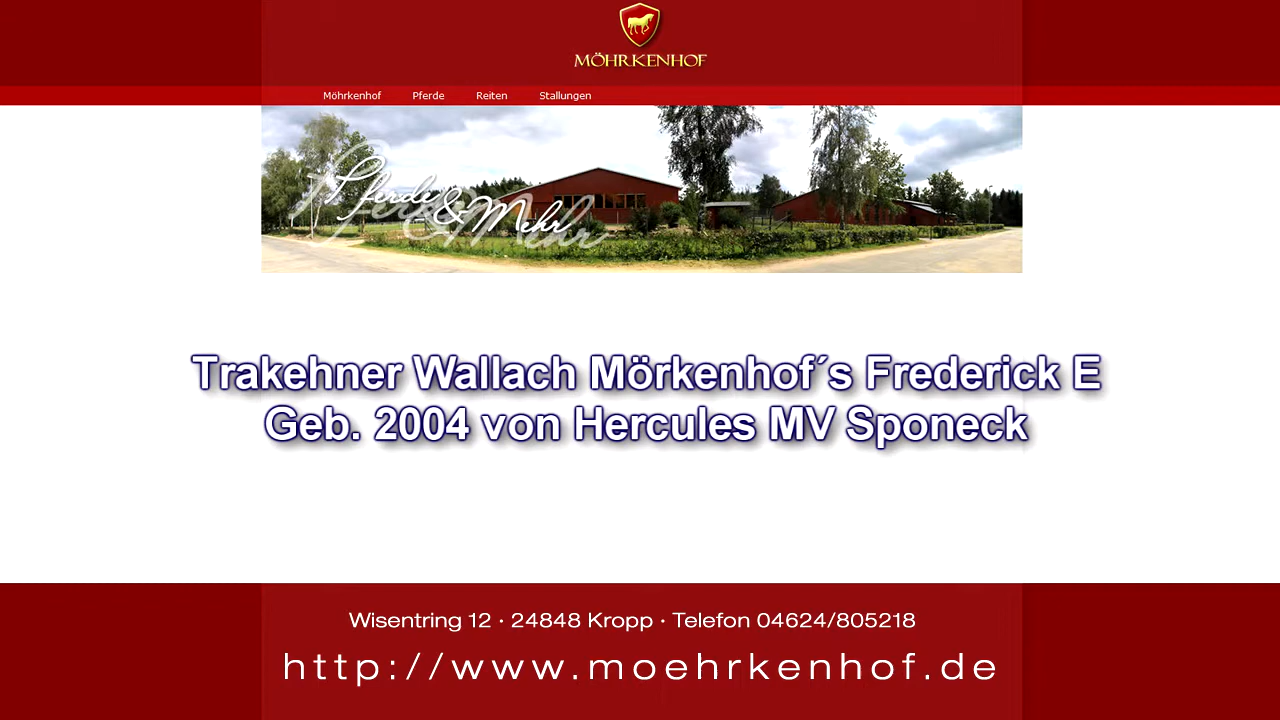 MÖHRKENHOF
Möhrkenhof Pferde Reiten Stallungen
Pferde & Mehr
Trakehner Wallach Mörkenhof´s Frederick E
Geb. 2004 von Hercules MV Sponeck
Wisentring 12 · 24848 Kropp · Telefon 04624/805218
http://www.moehrkenhof.de